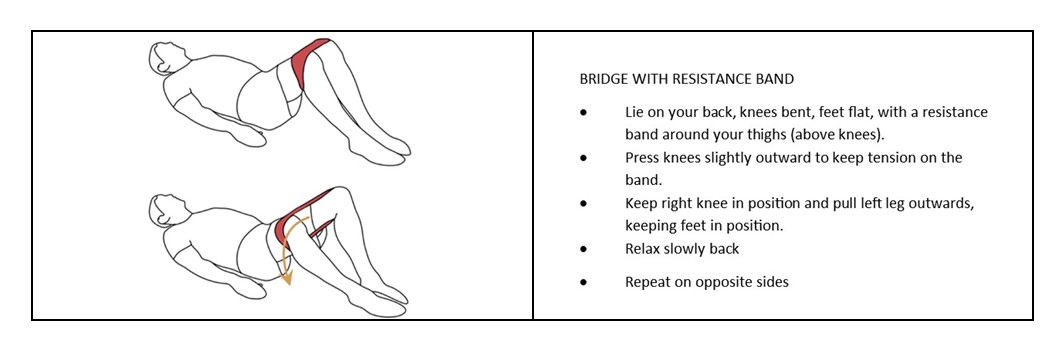 BRIDGE WITH RESISTANCE BAND
● Lie on your back, knees bent, feet flat, with a resistance
band around your thighs (above knees).
● Press knees slightly outward to keep tension on the
band.
● Keep right knee in position and pull left leg outwards,
keeping feet in position.
● Relax slowly back
● Repeat on opposite sides